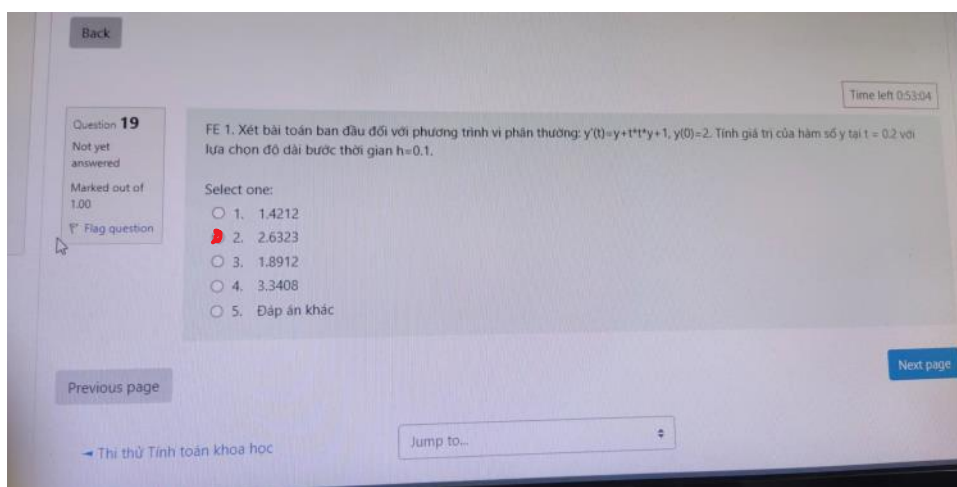 Back
Time left 0:53:04
Question 19
Not yet
answered
Marked out of
1.00
Flag question
FE 1. Xét bài toán ban đầu đối với phương trình vi phân thường: y'(t)=y+t*t*y+1, y(0)=2. Tính giá trị của hàm số y tại t = 0.2 với
lựa chọn độ dài bước thời gian h=0.1.
Select one:
1. 1.4212
2. 2.6323
3. 1.8912
4. 3.3408
5. Đáp án khác
Next page
Previous page
◄ Thi thử Tính toán khoa học
Jump to...